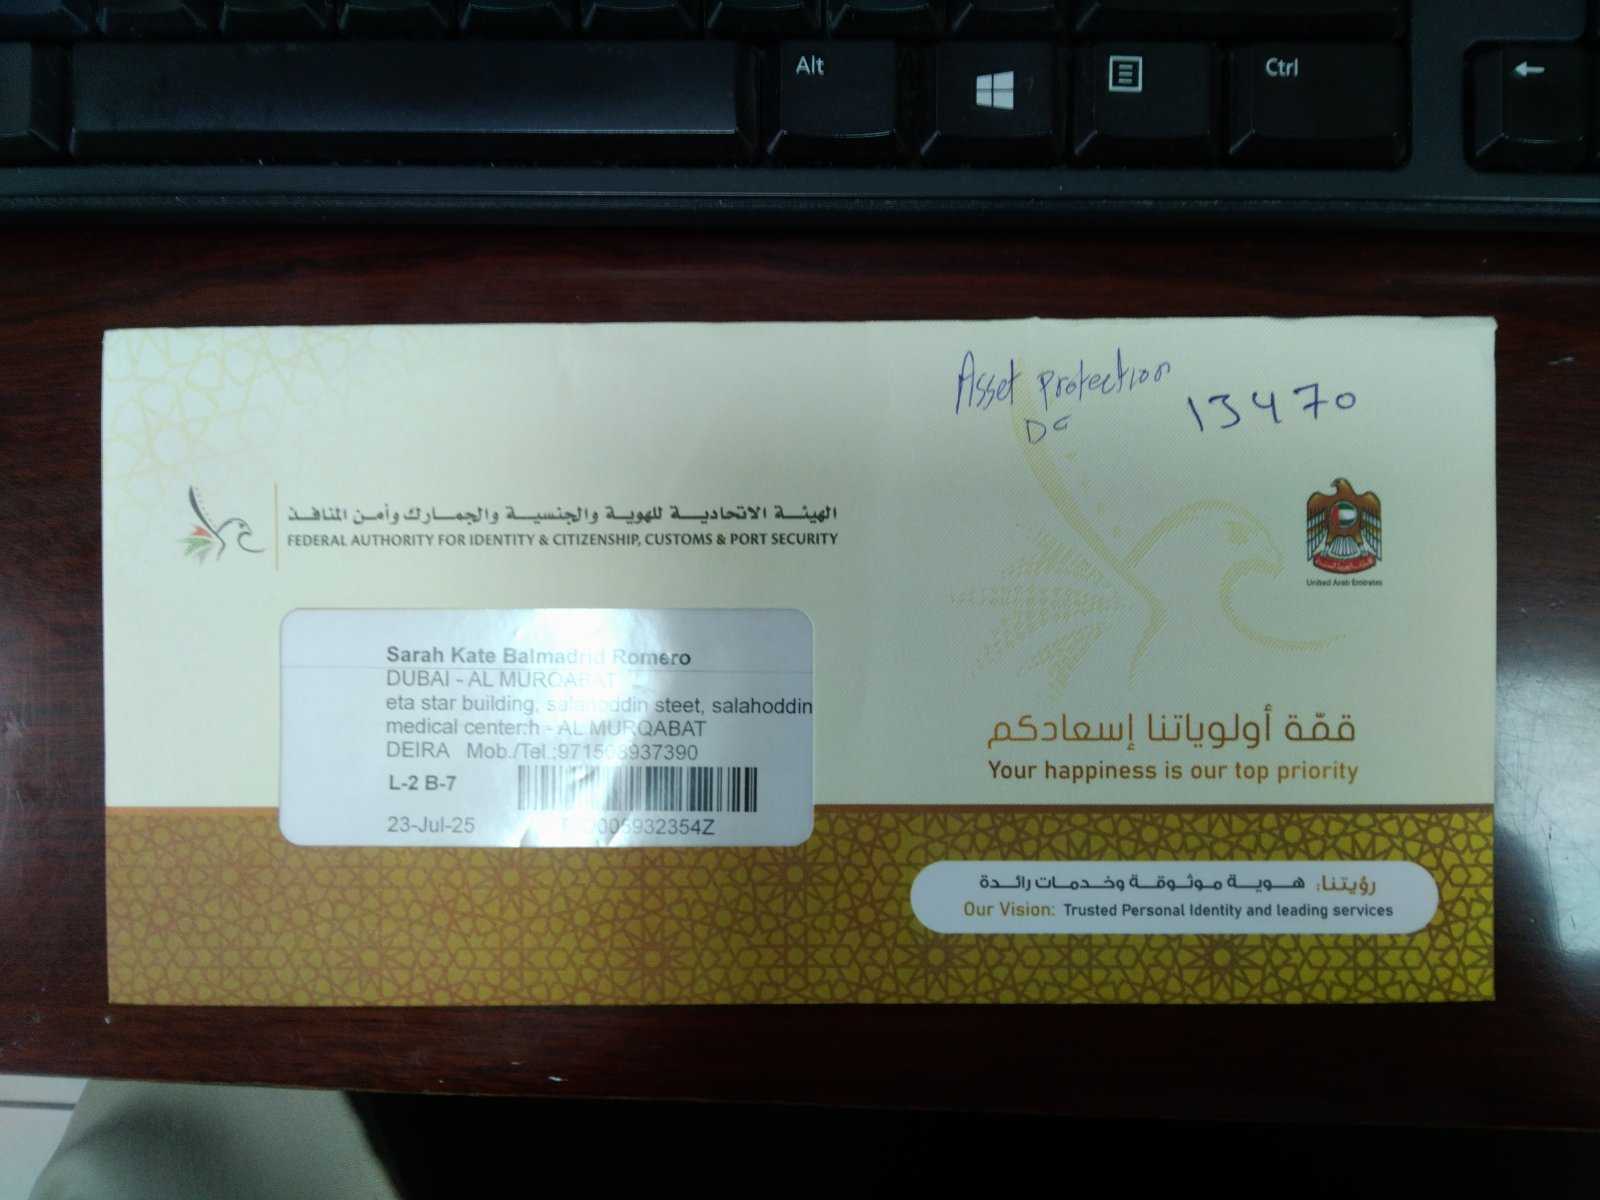 Alt
Ctrl
←
Asset protection
13470
الهيئة الاتحادية للهوية والجنسية والجمارك وأمن المنافذ
FEDERAL AUTHORITY FOR IDENTITY & CITIZENSHIP, CUSTOMS & PORT SECURITY
United Arab Emirates
Sarah Kate Balmadrid Romero
DUBAI - AL MURQABAT
eta star building, salahoddin steet, salahoddin
medical center:h - AL MURQABAT
DEIRA Mob./Tel.:
L-2 B-7
23-Jul-25
قمّة أولوياتنا إسعادكم
Your happiness is our top priority
رؤيتنا: هوية موثوقة وخدمات رائدة
Our Vision: Trusted Personal Identity and leading services